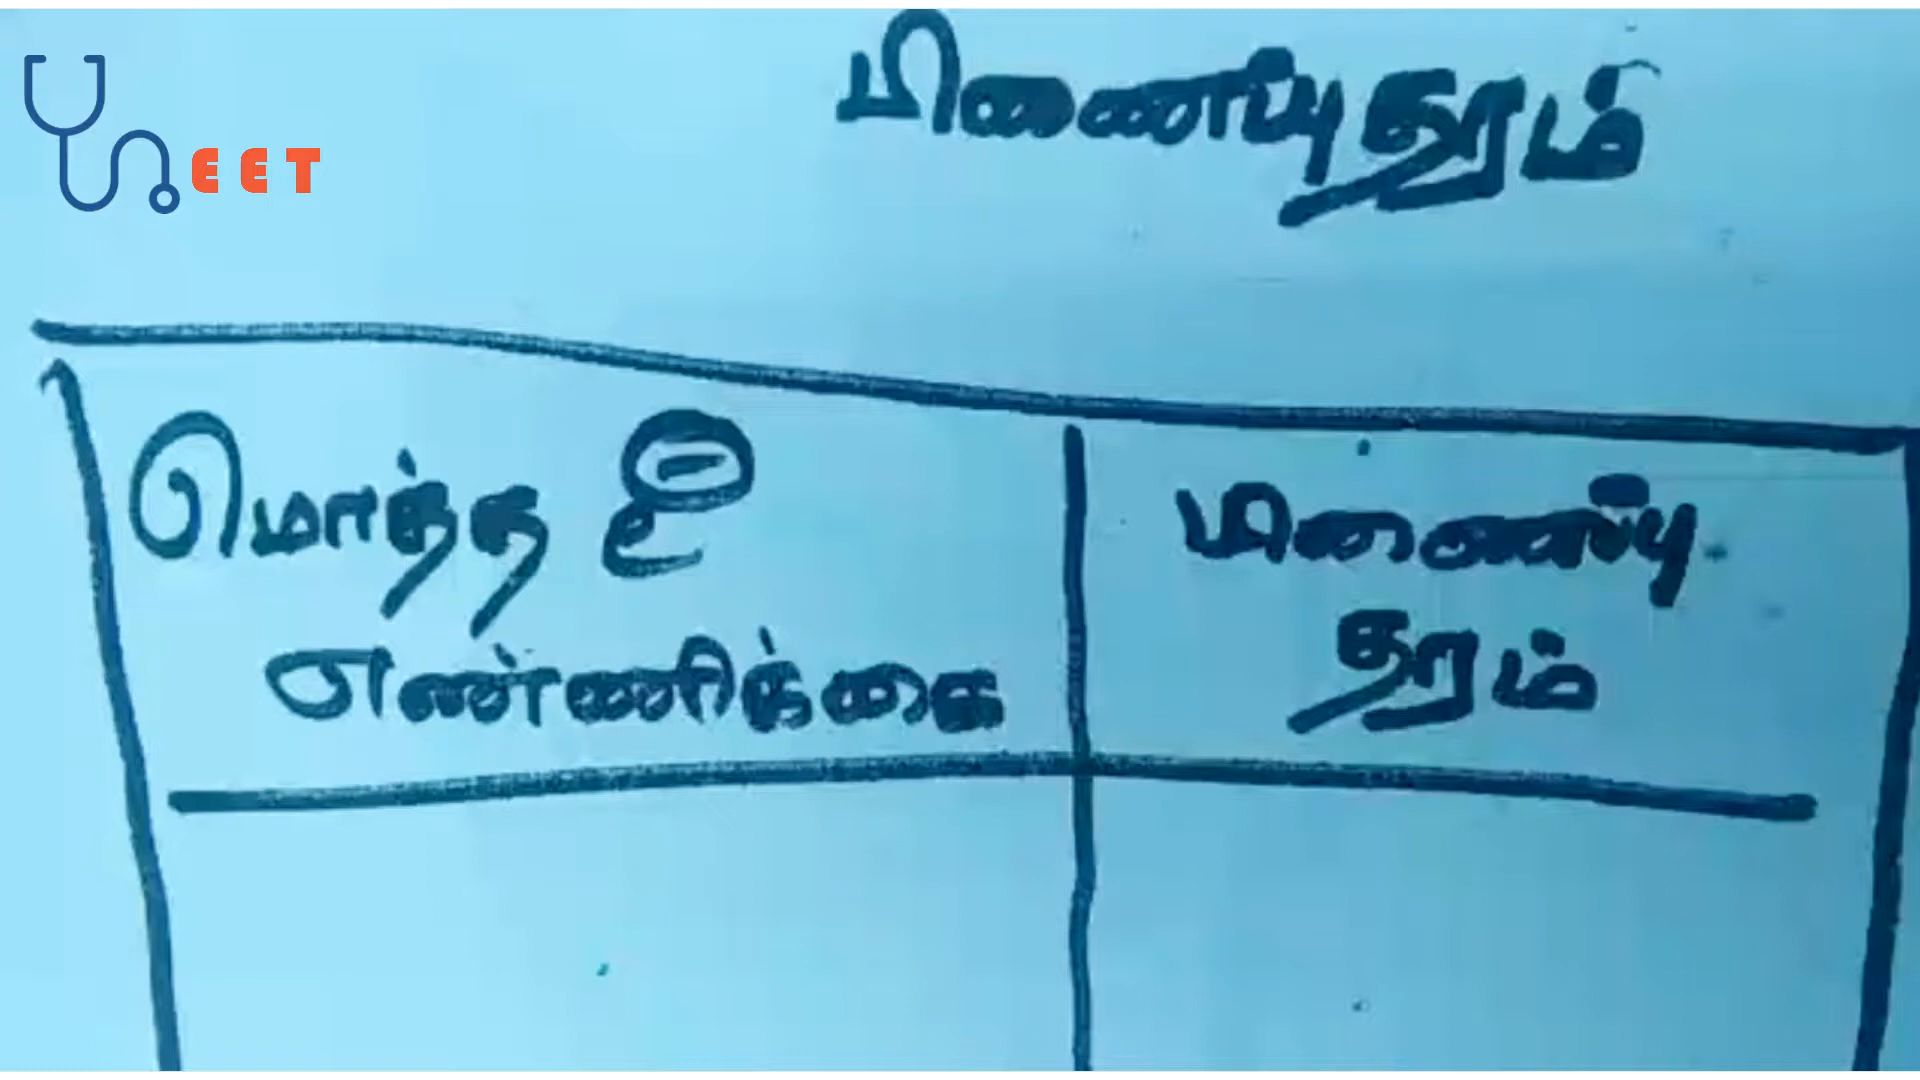 பிணைப்பு தரம்
EET
மொத்த e⁻
எண்ணிக்கை
பிணைப்பு
தரம்